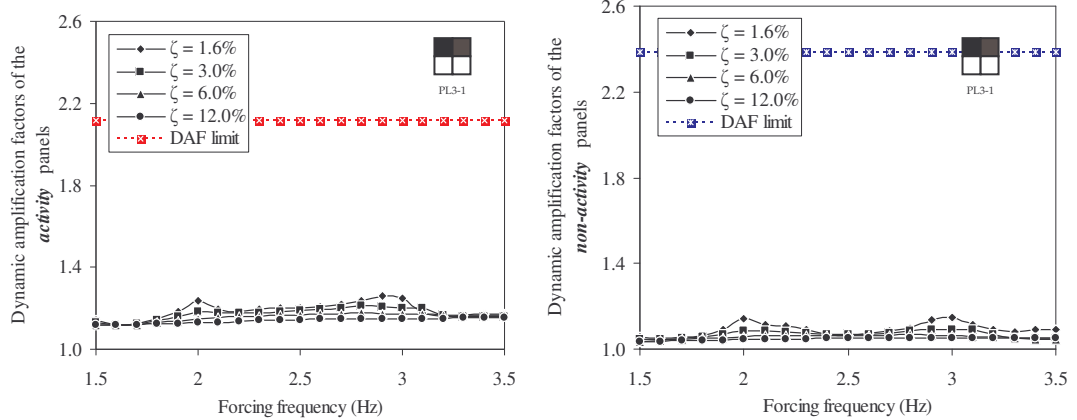 Dynamic amplification factors of the
activity panels
2.6
2.2
1.8
1.4
1.0
1.5
2
2.5
3
3.5
Forcing frequency (Hz)
ζ = 1.6%
ζ = 3.0%
ζ = 6.0%
ζ = 12.0%
DAF limit
PL3-1
Dynamic amplification factors of the
non-activity panels
2.6
2.2
1.8
1.4
1.0
1.5
2
2.5
3
3.5
Forcing frequency (Hz)
ζ = 1.6%
ζ = 3.0%
ζ = 6.0%
ζ = 12.0%
DAF limit
PL3-1